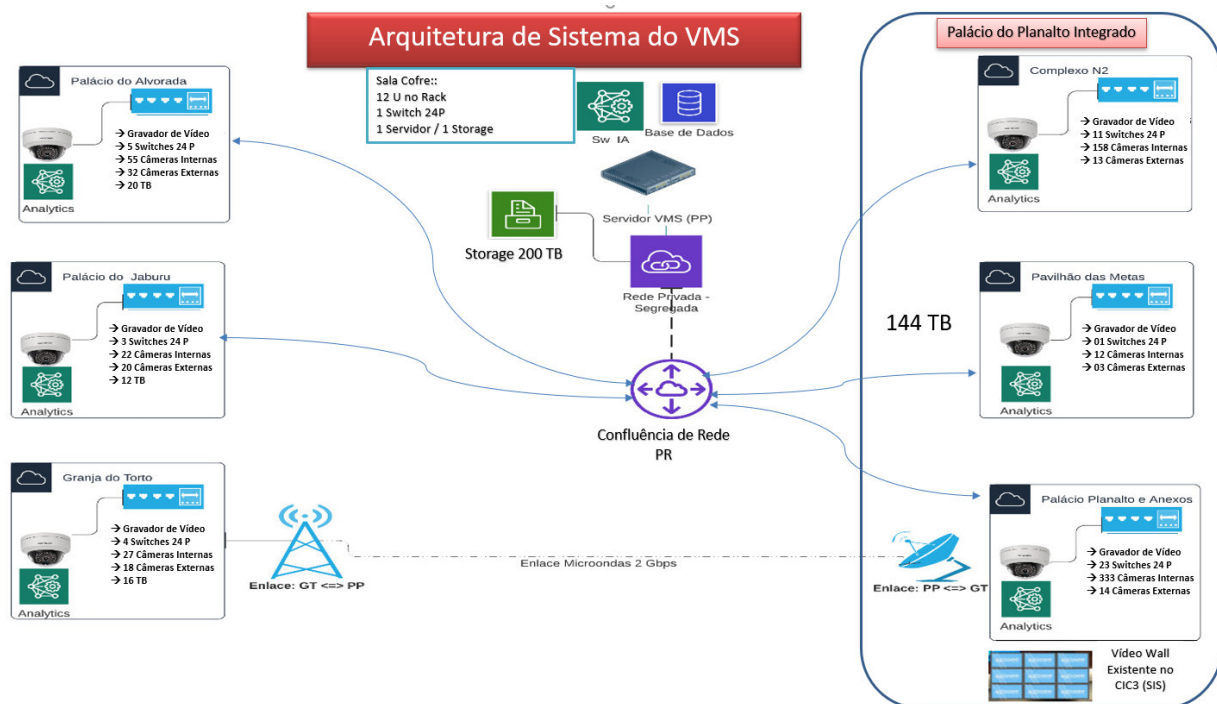 Arquitetura de Sistema do VMS
Palácio do Planalto Integrado
Palácio do Alvorada
→ Gravador de Vídeo
→ 5 Switches 24 P
→ 55 Câmeras Internas
→ 32 Câmeras Externas
→ 20 TB
Analytics
Sala Cofre::
12 U no Rack
1 Switch 24P
1 Servidor / 1 Storage
Sw IA
Base de Dados
Servidor VMS (PP)
Storage 200 TB
Rede Privada -
Segregada
Complexo N2
→ Gravador de Vídeo
→ 11 Switches 24 P
→ 158 Câmeras Internas
→ 13 Câmeras Externas
Analytics
Palácio do Jaburu
→ Gravador de Vídeo
→ 3 Switches 24 P
→ 22 Câmeras Internas
→ 20 Câmeras Externas
→ 12 TB
Analytics
Confluência de Rede
PR
144 TB
Pavilhão das Metas
→ Gravador de Vídeo
→ 01 Switches 24 P
→ 12 Câmeras Internas
→ 03 Câmeras Externas
Analytics
Granja do Torto
→ Gravador de Vídeo
→ 4 Switches 24 P
→ 27 Câmeras Internas
→ 18 Câmeras Externas
→ 16 TB
Analytics
Enlace: GT <=> PP
Enlace Microondas 2 Gbps
Enlace: PP <=> GT
Palácio Planalto e Anexos
→ Gravador de Vídeo
→ 23 Switches 24 P
→ 333 Câmeras Internas
→ 14 Câmeras Externas
Analytics
Vídeo Wall
Existente no
CIC3 (SIS)